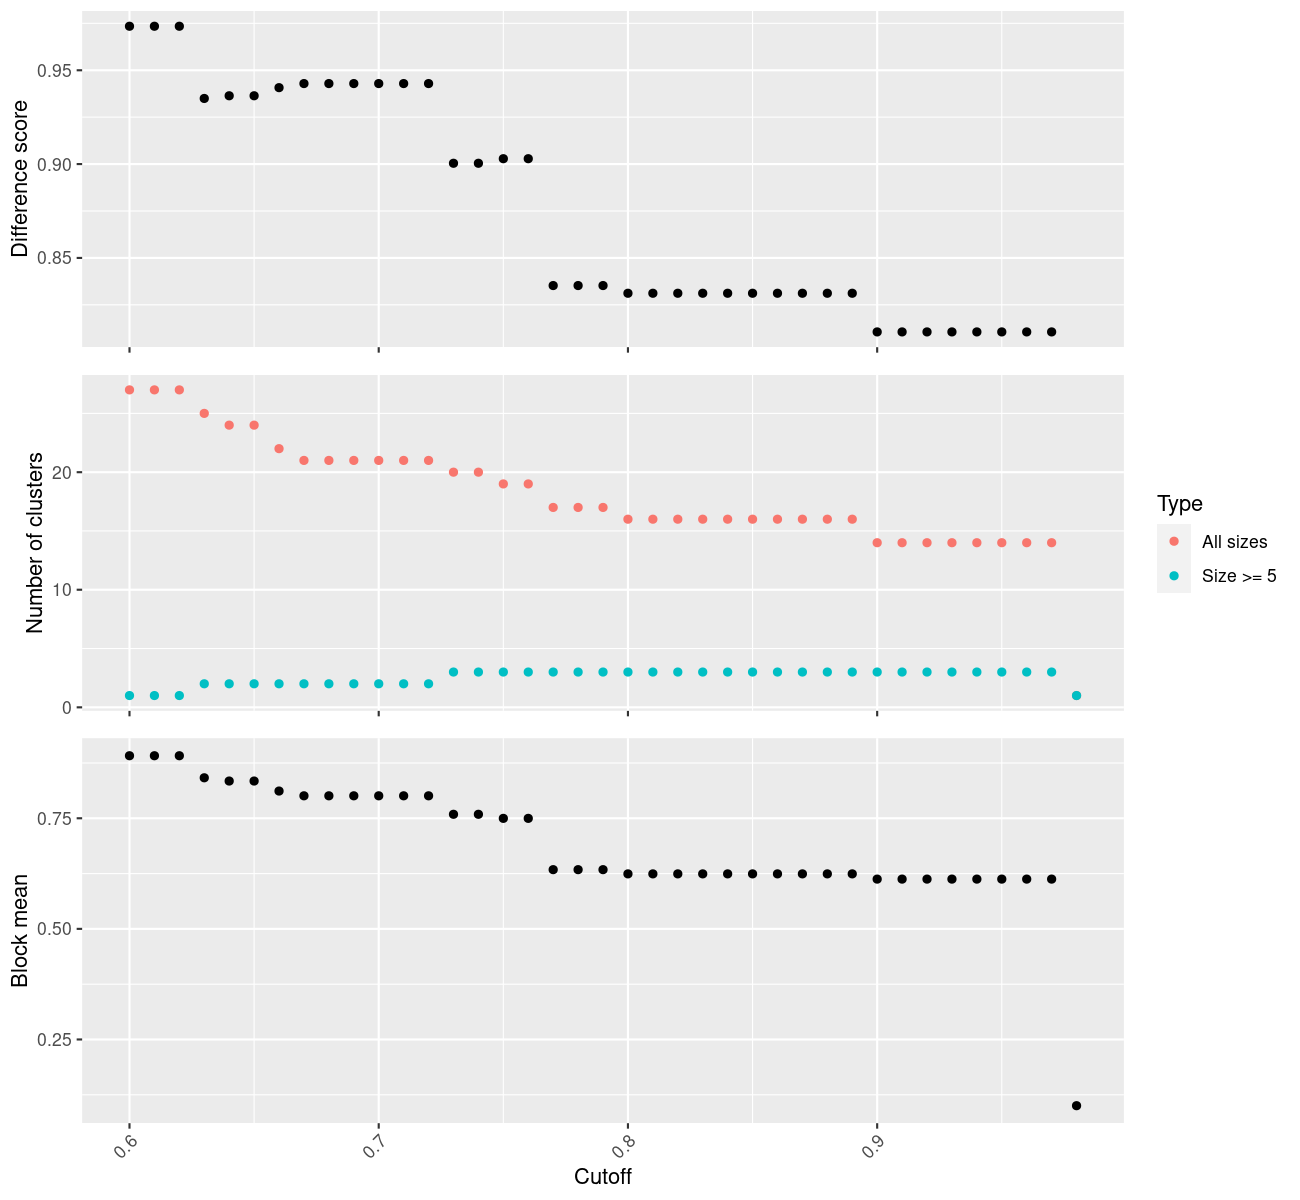 Difference score
0.95
0.90
0.85
Number of clusters
20
10
0
Type
All sizes
Size >= 5
Block mean
0.75
0.50
0.25
0.6
0.7
0.8
0.9
Cutoff